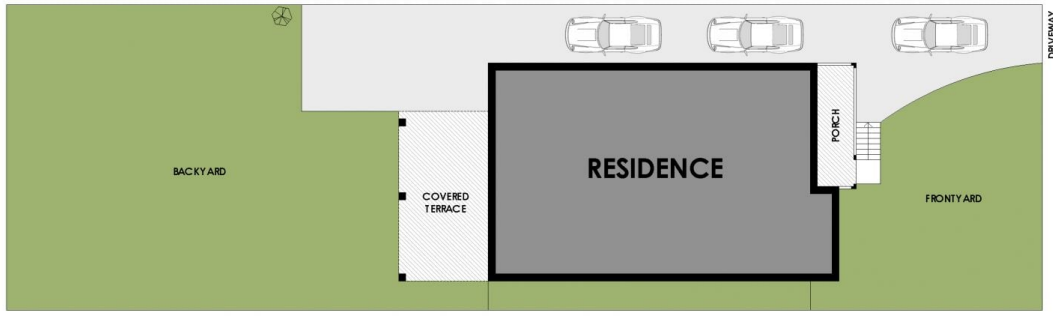 DRIVEWAY
PORCH
RESIDENCE
BACKYARD
COVERED
TERRACE
FRONTYARD